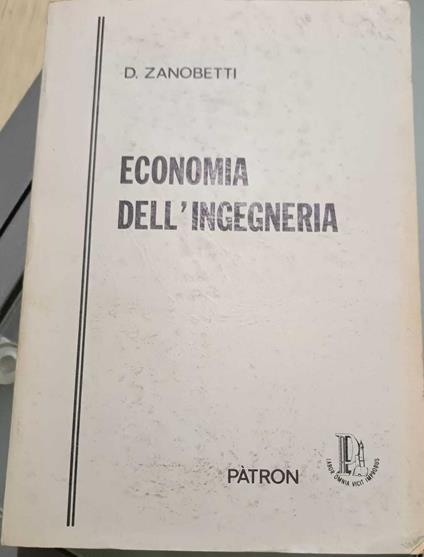 D. ZANOBETTI
ECONOMIA
DELL'INGEGNERIA
PÀTRON
LABOR OMNIA VICIT IMPROBUS